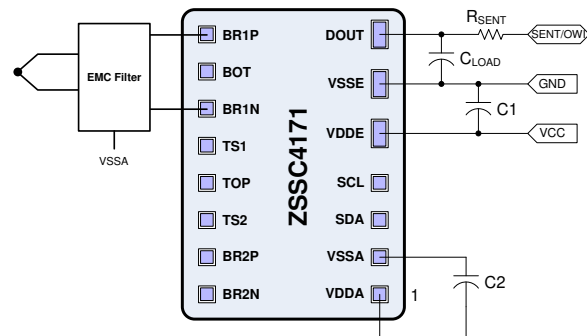 BR1P
BOT
BR1N
TS1
TOP
TS2
BR2P
BR2N
EMC Filter
VSSA
ZSSC4171
DOUT
VSSE
VDDE
SCL
SDA
VSSA
VDDA
1
RSENT
CLOAD
SENT/OWI
GND
C1
VCC
C2